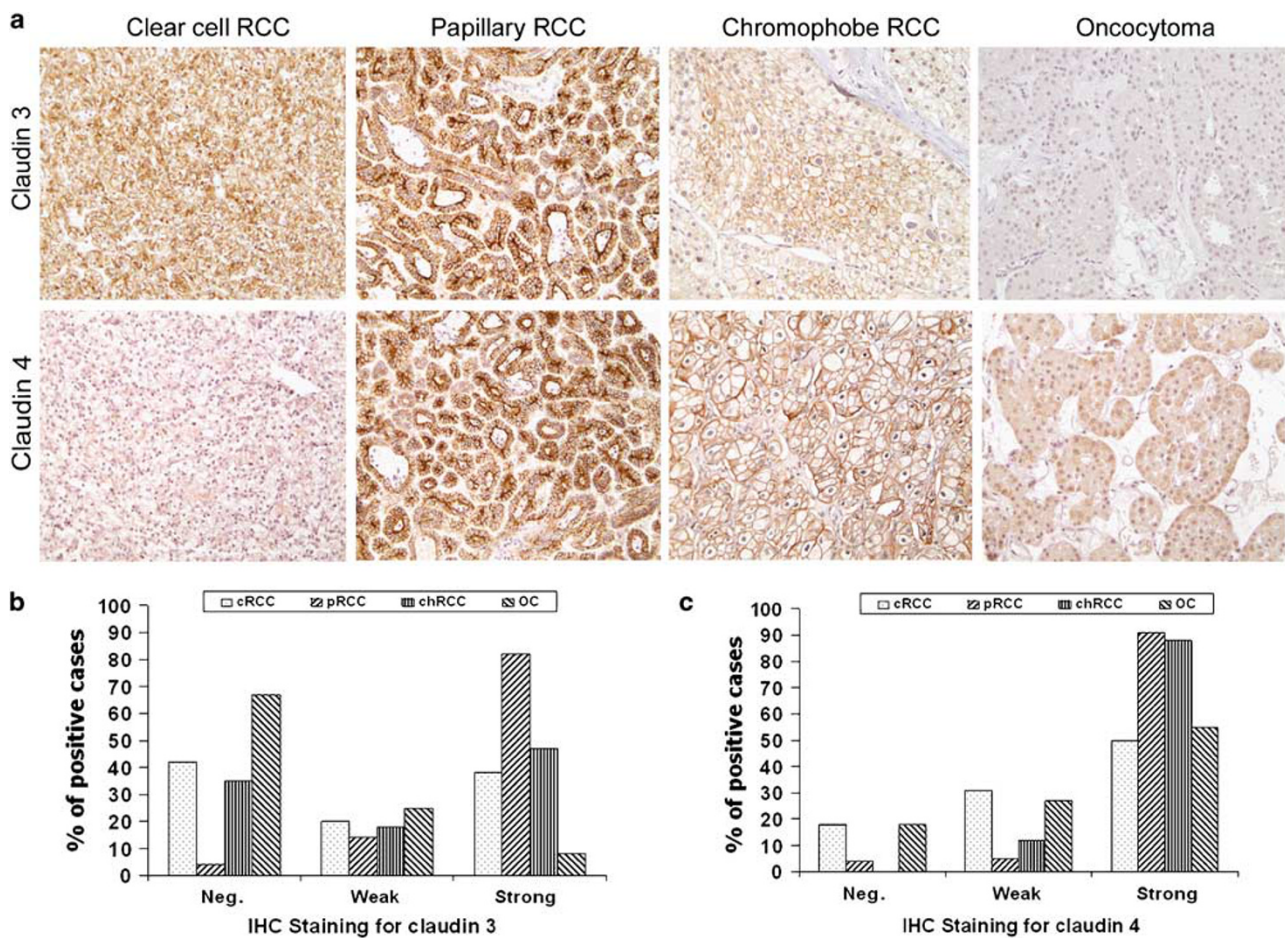 a
Clear cell RCC
Papillary RCC
Chromophobe RCC
Oncocytoma
Claudin 3
Claudin 4
b
cRCC pRCC chRCC OC
% of positive cases
100
90
80
70
60
50
40
30
20
10
0
Neg. Weak Strong
IHC Staining for claudin 3
c
cRCC pRCC chRCC OC
% of positive cases
100
90
80
70
60
50
40
30
20
10
0
Neg. Weak Strong
IHC Staining for claudin 4